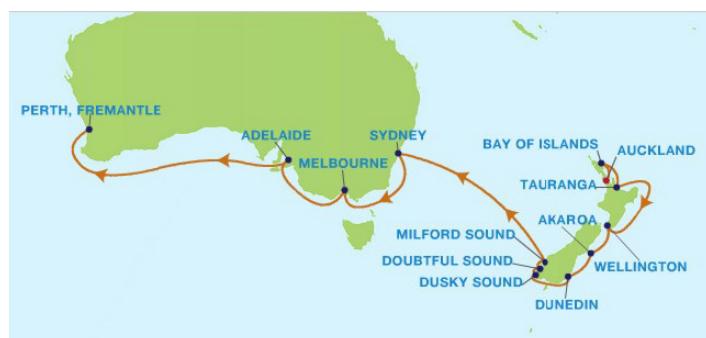 PERTH, FREMANTLE
ADELAIDE
MELBOURNE
SYDNEY
BAY OF ISLANDS
AUCKLAND
TAURANGA
AKAROA
WELLINGTON
MILFORD SOUND
DOUBTFUL SOUND
DUSKY SOUND
DUNEDIN